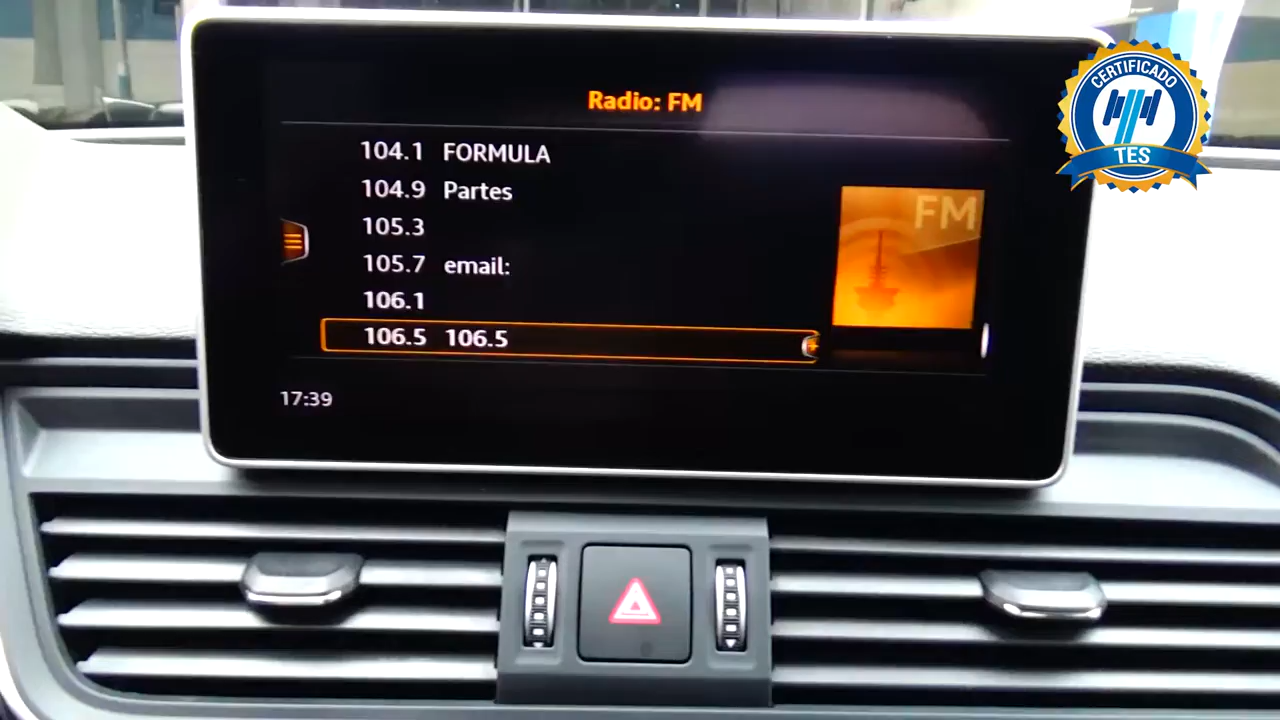 Radio: FM
104.1 FORMULA
104.9 Partes
105.3
105.7 email:
106.1
106.5 106.5
FM
17:39
CERTIFICADO
TES